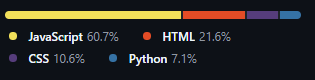 JavaScript 60.7% HTML 21.6%
CSS 10.6% Python 7.1%